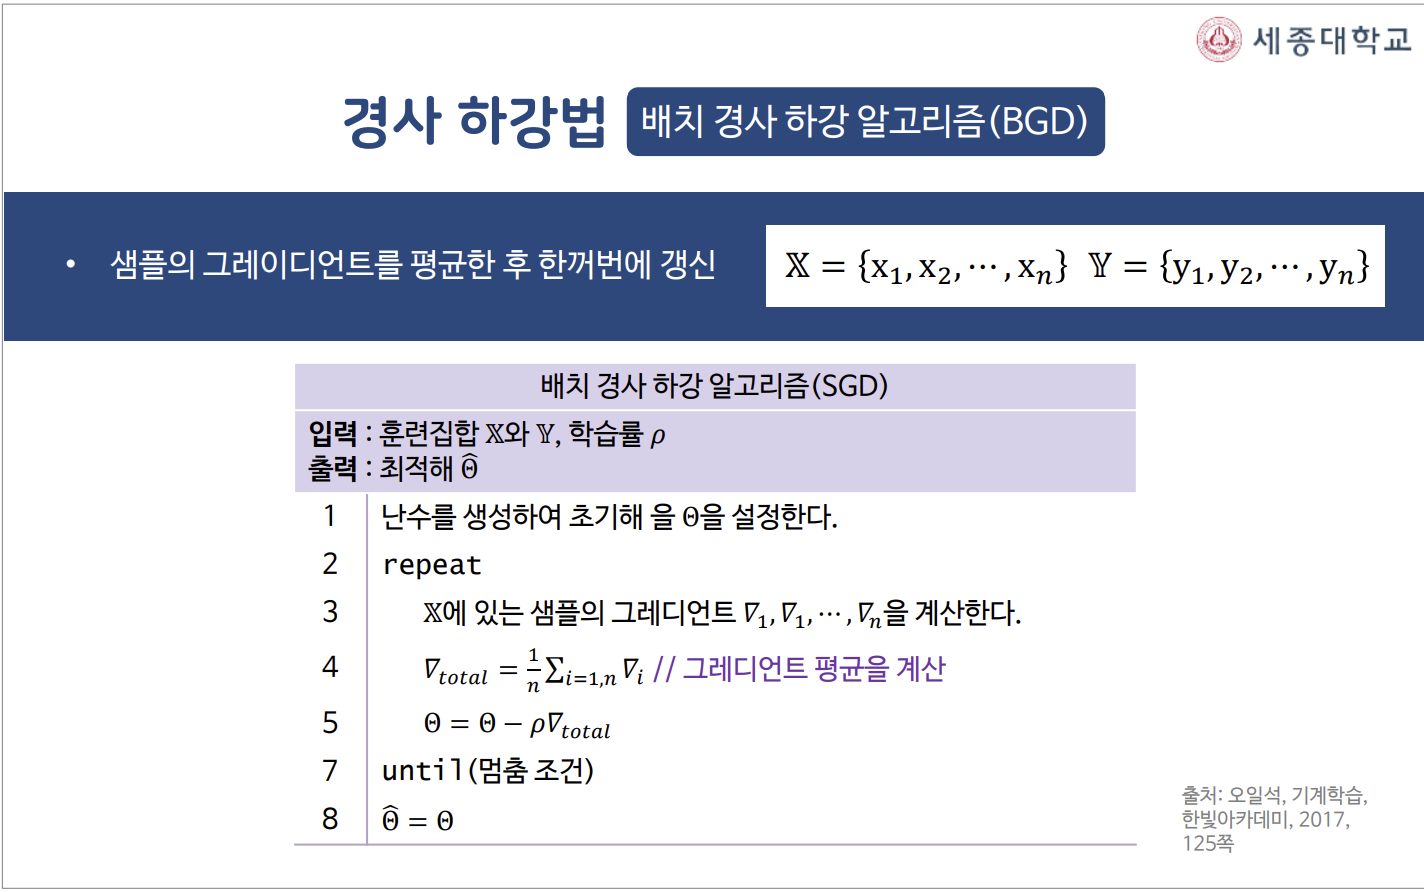 세종대학교
경사 하강법 배치 경사 하강 알고리즘(BGD)
• 샘플의 그레이디언트를 평균한 후 한꺼번에 갱신 𝕏 = {x₁, x₂, ⋯ , xₙ} 𝕐 = {y₁, y₂, ⋯ , yₙ}
배치 경사 하강 알고리즘(SGD)
입력 : 훈련집합 𝕏와 𝕐, 학습률 ρ
출력 : 최적해 Θ̂
1 난수를 생성하여 초기해 을 Θ을 설정한다.
2 repeat
3 𝕏에 있는 샘플의 그레디언트 ∇₁, ∇₁, ⋯ , ∇ₙ을 계산한다.
4 ∇_total = 1/n ∑_{i=1,n} ∇ᵢ // 그레디언트 평균을 계산
5 Θ = Θ − ρ∇_total
7 until(멈춤 조건)
8 Θ̂ = Θ
출처: 오일석, 기계학습,
한빛아카데미, 2017,
125쪽